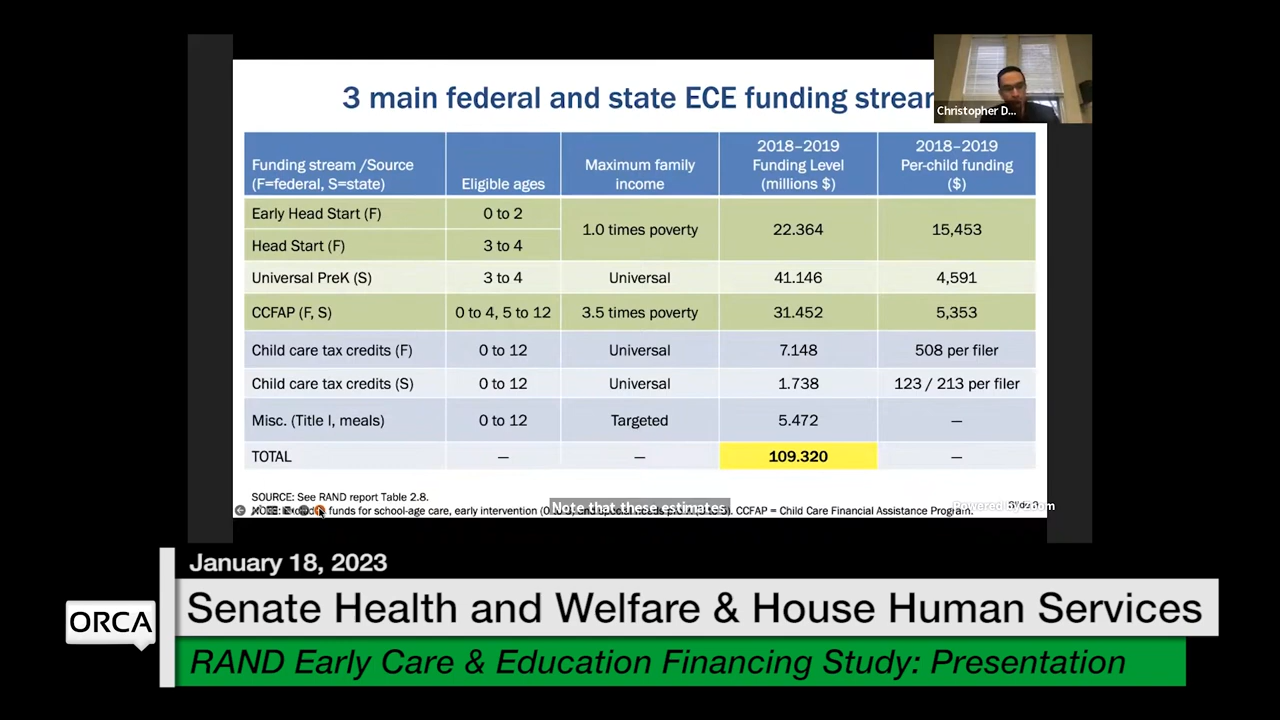 3 main federal and state ECE funding strear
Christopher D...
Funding stream /Source (F=federal, S=state) Eligible ages Maximum family income 2018–2019 Funding Level (millions $) 2018–2019 Per-child funding ($)
Early Head Start (F) 0 to 2 1.0 times poverty 22.364 15,453
Head Start (F) 3 to 4
Universal PreK (S) 3 to 4 Universal 41.146 4,591
CCFAP (F, S) 0 to 4, 5 to 12 3.5 times poverty 31.452 5,353
Child care tax credits (F) 0 to 12 Universal 7.148 508 per filer
Child care tax credits (S) 0 to 12 Universal 1.738 123 / 213 per filer
Misc. (Title I, meals) 0 to 12 Targeted 5.472 —
TOTAL — — 109.320 —
SOURCE: See RAND report Table 2.8.
funds for school-age care, early intervention CCFAP = Child Care Financial Assistance Program.
Note that these estimates
Powered by Zoom
January 18, 2023
ORCA
Senate Health and Welfare & House Human Services
RAND Early Care & Education Financing Study: Presentation